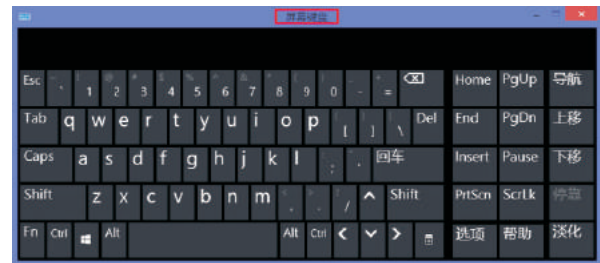 屏幕键盘
Esc ~ ` ! 1 @ 2 # 3 $ 4 % 5 ^ 6 & 7 * 8 ( 9 ) 0 _ - + = Home PgUp 导航
Tab q w e r t y u i o p [ ] \ Del End PgDn 上移
Caps a s d f g h j k l : ; " ' 回车 Insert Pause 下移
Shift z x c v b n m < , > . ? / Shift PrtScn ScrLk 停靠
Fn Ctrl Alt Alt Ctrl 选项 帮助 淡化